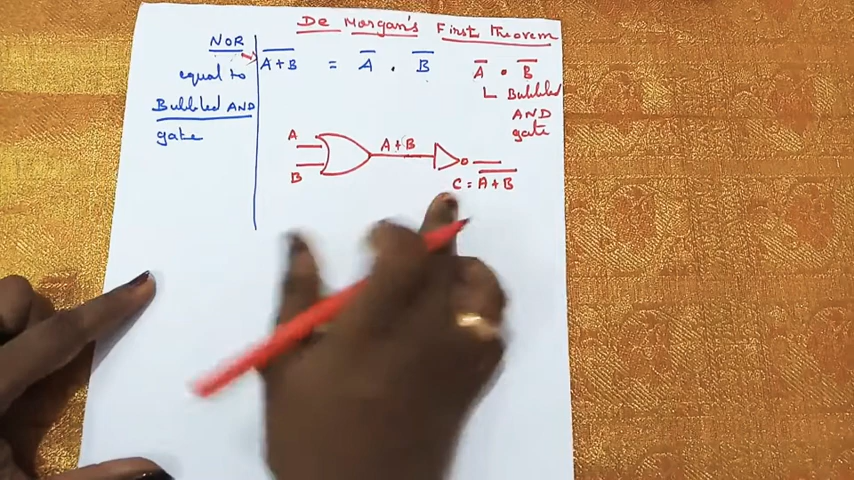 De Morgan's First Theorem
NOR
equal to
Bubbled AND
gate
A̅+̅B̅ = A̅ . B̅
A̅ . B̅
Bubbled
AND
gate
A
B
A+B
C = A̅+̅B̅